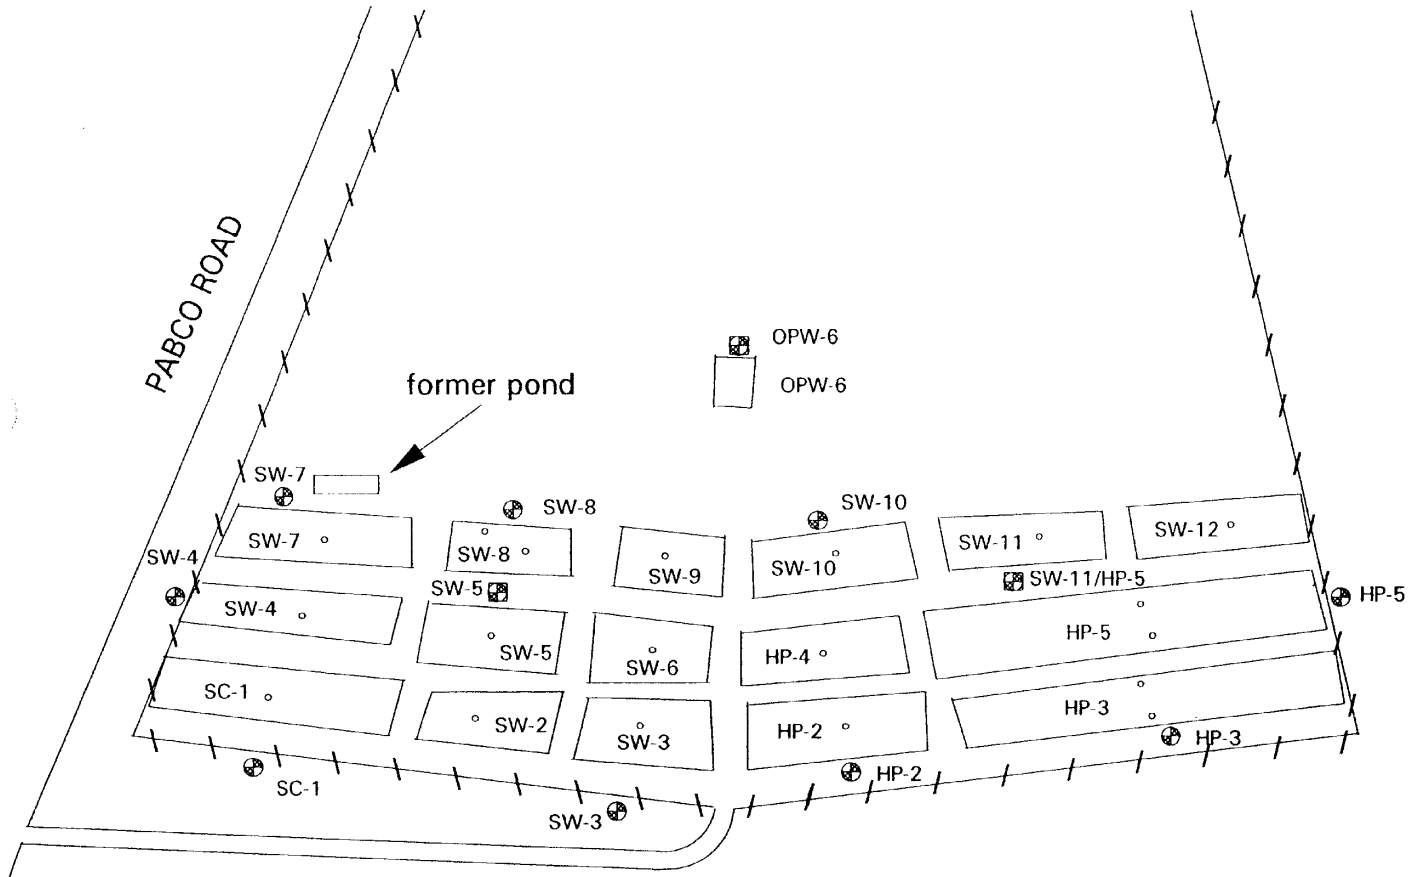 PABCO ROAD
OPW-6
OPW-6
former pond
SW-7
SW-8
SW-10
SW-7
SW-8
SW-9
SW-10
SW-11
SW-12
SW-4
SW-5
SW-11/HP-5
HP-5
SW-4
SW-5
SW-6
HP-4
HP-5
SC-1
SW-2
SW-3
HP-2
HP-3
SC-1
SW-3
HP-2
HP-3